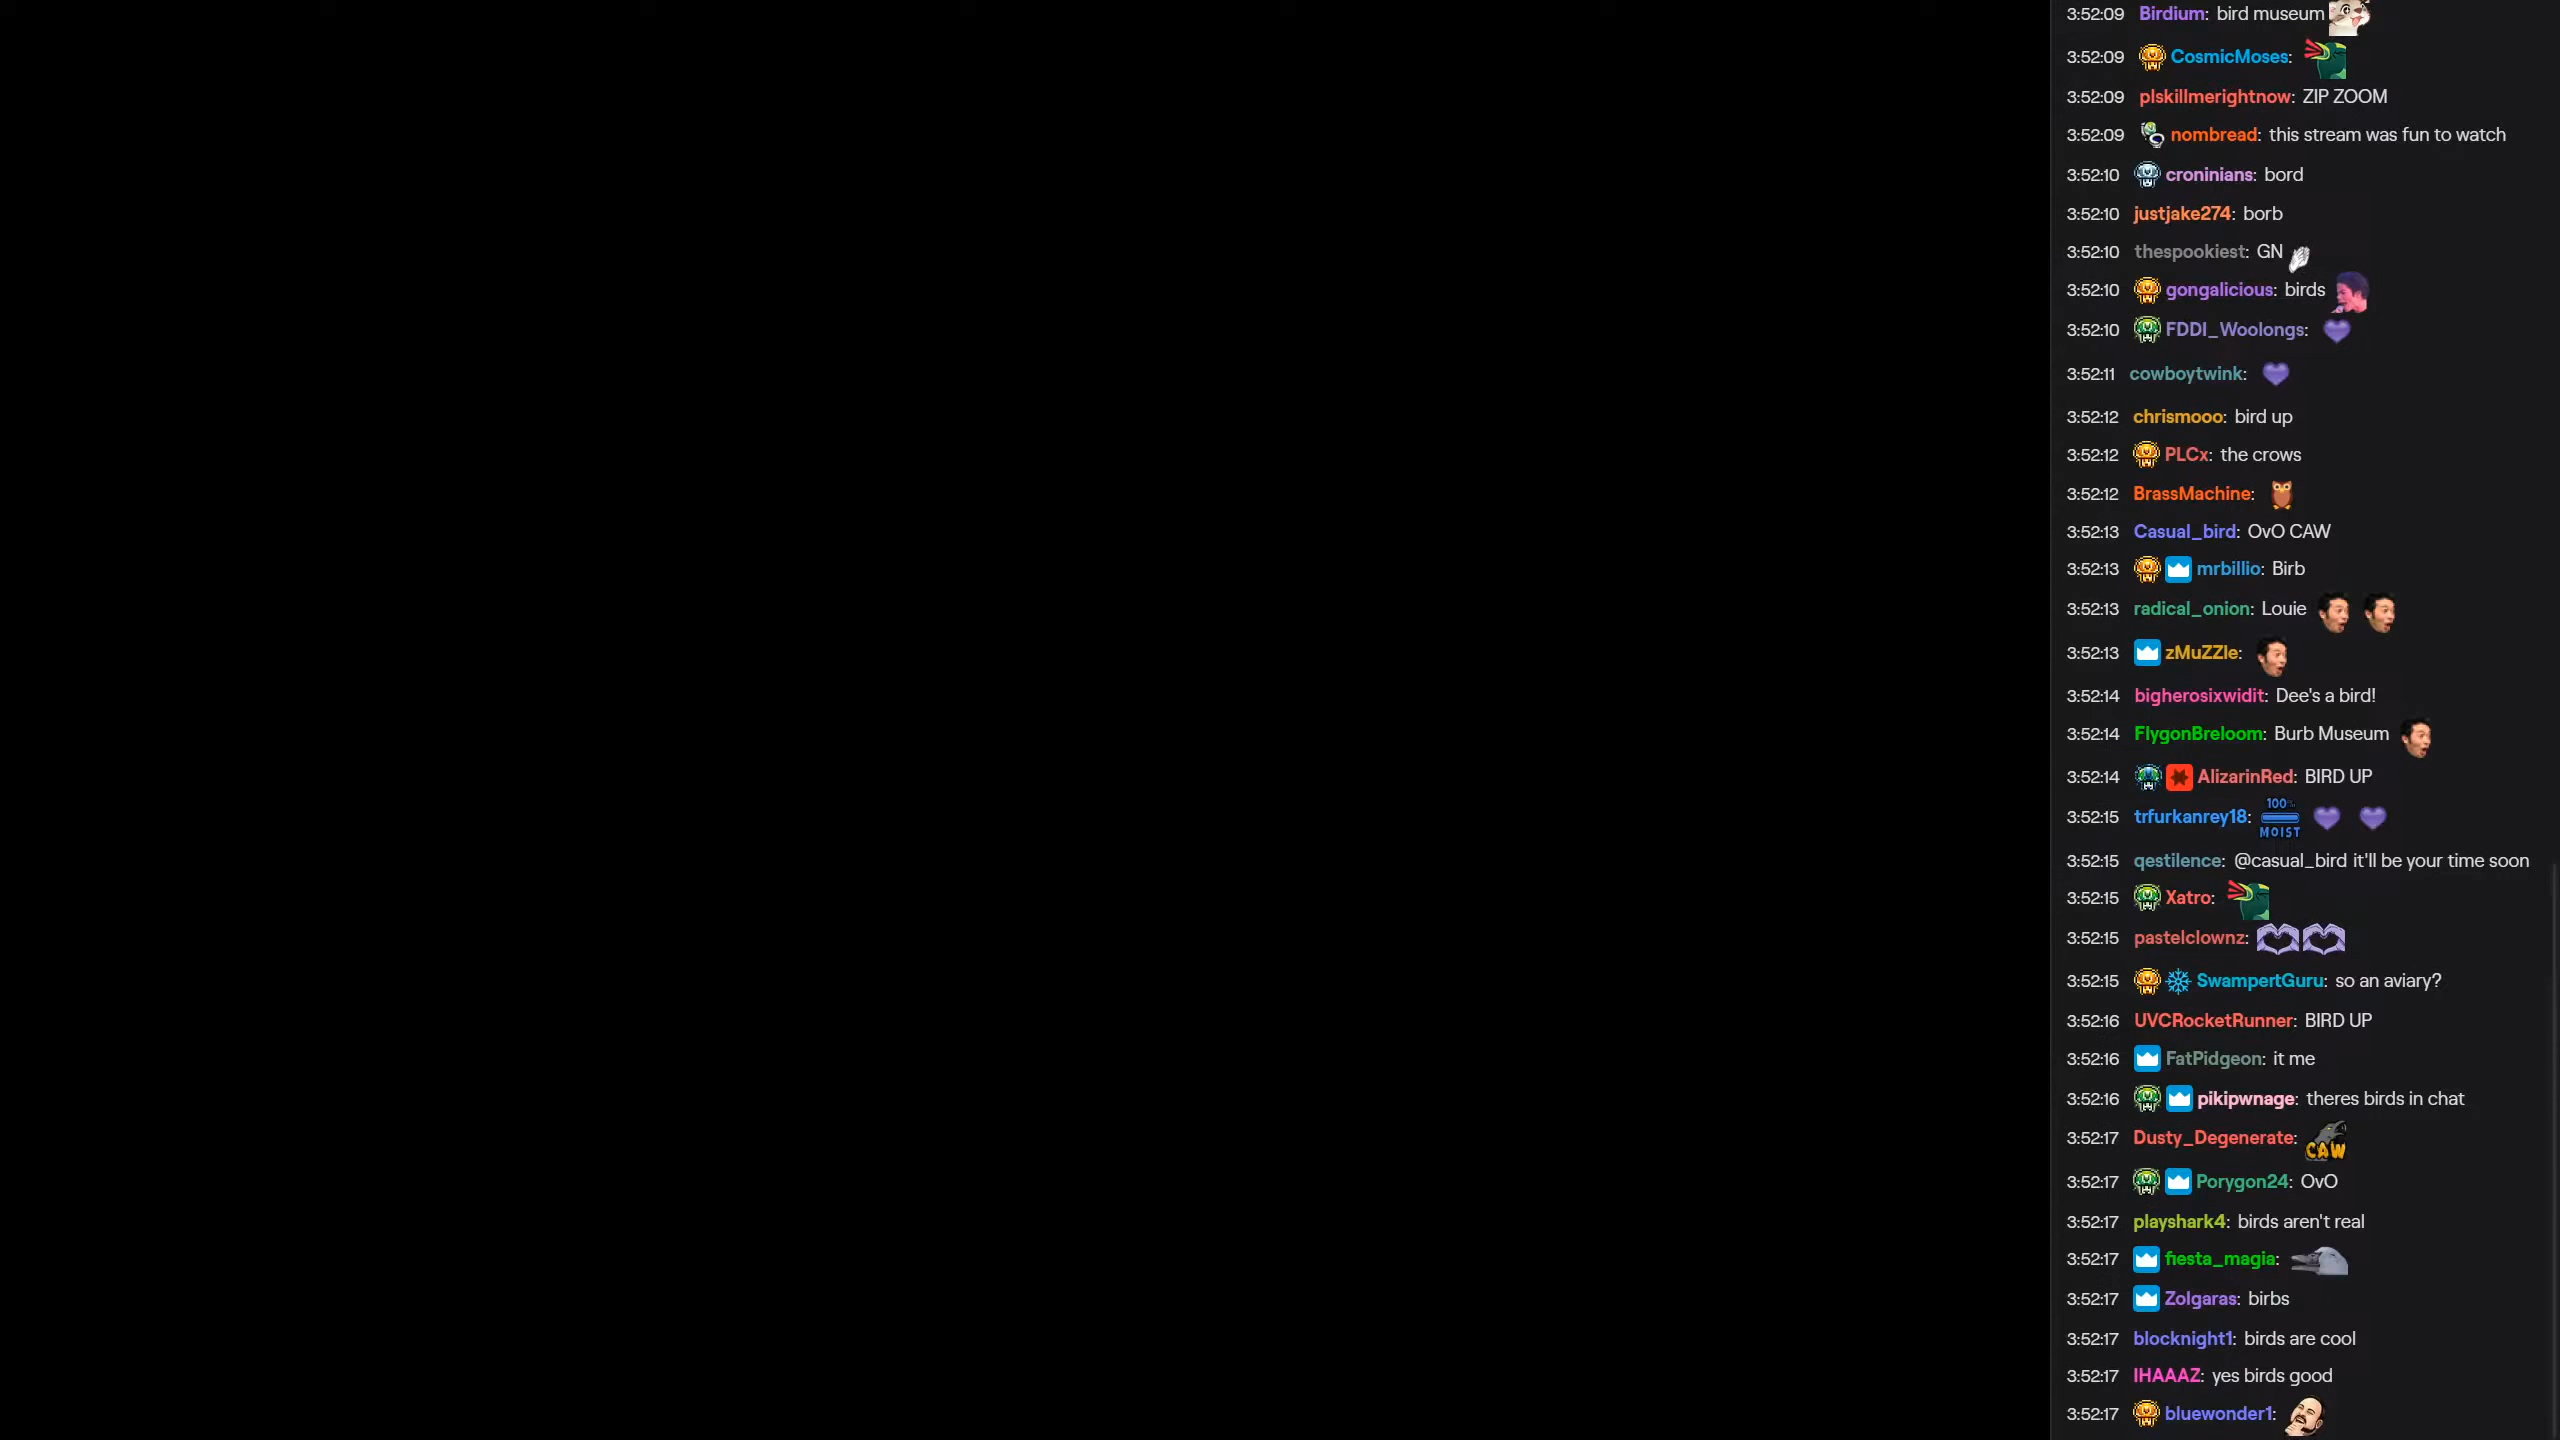 3:52:09 Birdium: bird museum
3:52:09 CosmicMoses:
3:52:09 plskillmerightnow: ZIP ZOOM
3:52:09 nombread: this stream was fun to watch
3:52:10 croninians: bord
3:52:10 justjake274: borb
3:52:10 thespookiest: GN
3:52:10 gongalicious: birds
3:52:10 FDDI_Woolongs:
3:52:11 cowboytwink:
3:52:12 chrismooo: bird up
3:52:12 PLCx: the crows
3:52:12 BrassMachine:
3:52:13 Casual_bird: OvO CAW
3:52:13 mrbillio: Birb
3:52:13 radical_onion: Louie
3:52:13 zMuZZle:
3:52:14 bigherosixwidit: Dee's a bird!
3:52:14 FlygonBreloom: Burb Museum
3:52:14 AlizarinRed: BIRD UP
3:52:15 trfurkanrey18: 100% MOIST
3:52:15 qestilence: @casual_bird it'll be your time soon
3:52:15 Xatro:
3:52:15 pastelclownz:
3:52:15 SwampertGuru: so an aviary?
3:52:16 UVCRocketRunner: BIRD UP
3:52:16 FatPidgeon: it me
3:52:16 pikipwnage: theres birds in chat
3:52:17 Dusty_Degenerate: CAW
3:52:17 Porygon24: OvO
3:52:17 playshark4: birds aren't real
3:52:17 fiesta_magia:
3:52:17 Zolgaras: birbs
3:52:17 blocknight1: birds are cool
3:52:17 IHAAAZ: yes birds good
3:52:17 bluewonder1: